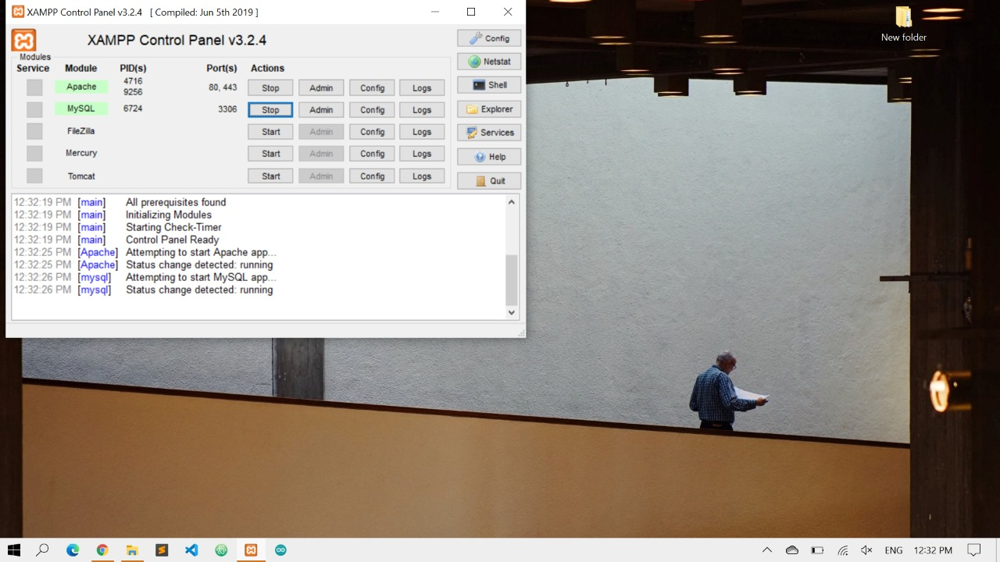 XAMPP Control Panel v3.2.4 [ Compiled: Jun 5th 2019 ]
XAMPP Control Panel v3.2.4
Config
Modules
Service Module PID(s) Port(s) Actions
Netstat
Apache 4716 9256 80, 443 Stop Admin Config Logs
Shell
MySQL 6724 3306 Stop Admin Config Logs
Explorer
FileZilla Start Admin Config Logs
Services
Mercury Start Admin Config Logs
Help
Tomcat Start Admin Config Logs
Quit
12:32:19 PM [main] All prerequisites found
12:32:19 PM [main] Initializing Modules
12:32:19 PM [main] Starting Check-Timer
12:32:19 PM [main] Control Panel Ready
12:32:25 PM [Apache] Attempting to start Apache app...
12:32:25 PM [Apache] Status change detected: running
12:32:26 PM [mysql] Attempting to start MySQL app...
12:32:26 PM [mysql] Status change detected: running
New folder
ENG 12:32 PM